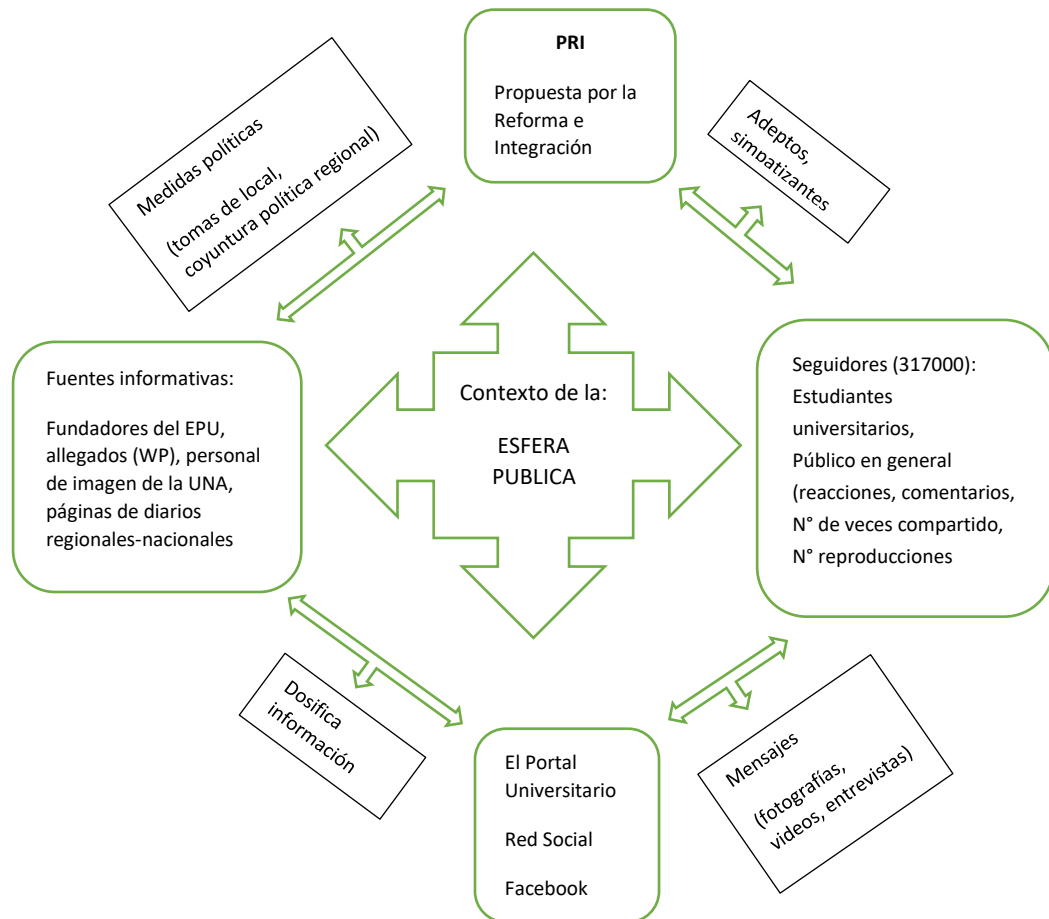 PRI
Propuesta por la
Reforma e
Integración
Medidas políticas
(tomas de local,
coyuntura política regional)
Adeptos,
simpatizantes
Fuentes informativas:
Fundadores del EPU,
allegados (WP), personal
de imagen de la UNA,
páginas de diarios
regionales-nacionales
Contexto de la:
ESFERA
PUBLICA
Seguidores (317000):
Estudiantes
universitarios,
Público en general
(reacciones, comentarios,
N° de veces compartido,
N° reproducciones
Dosifica
información
El Portal
Universitario
Red Social
Facebook
Mensajes
(fotografías,
videos, entrevistas)